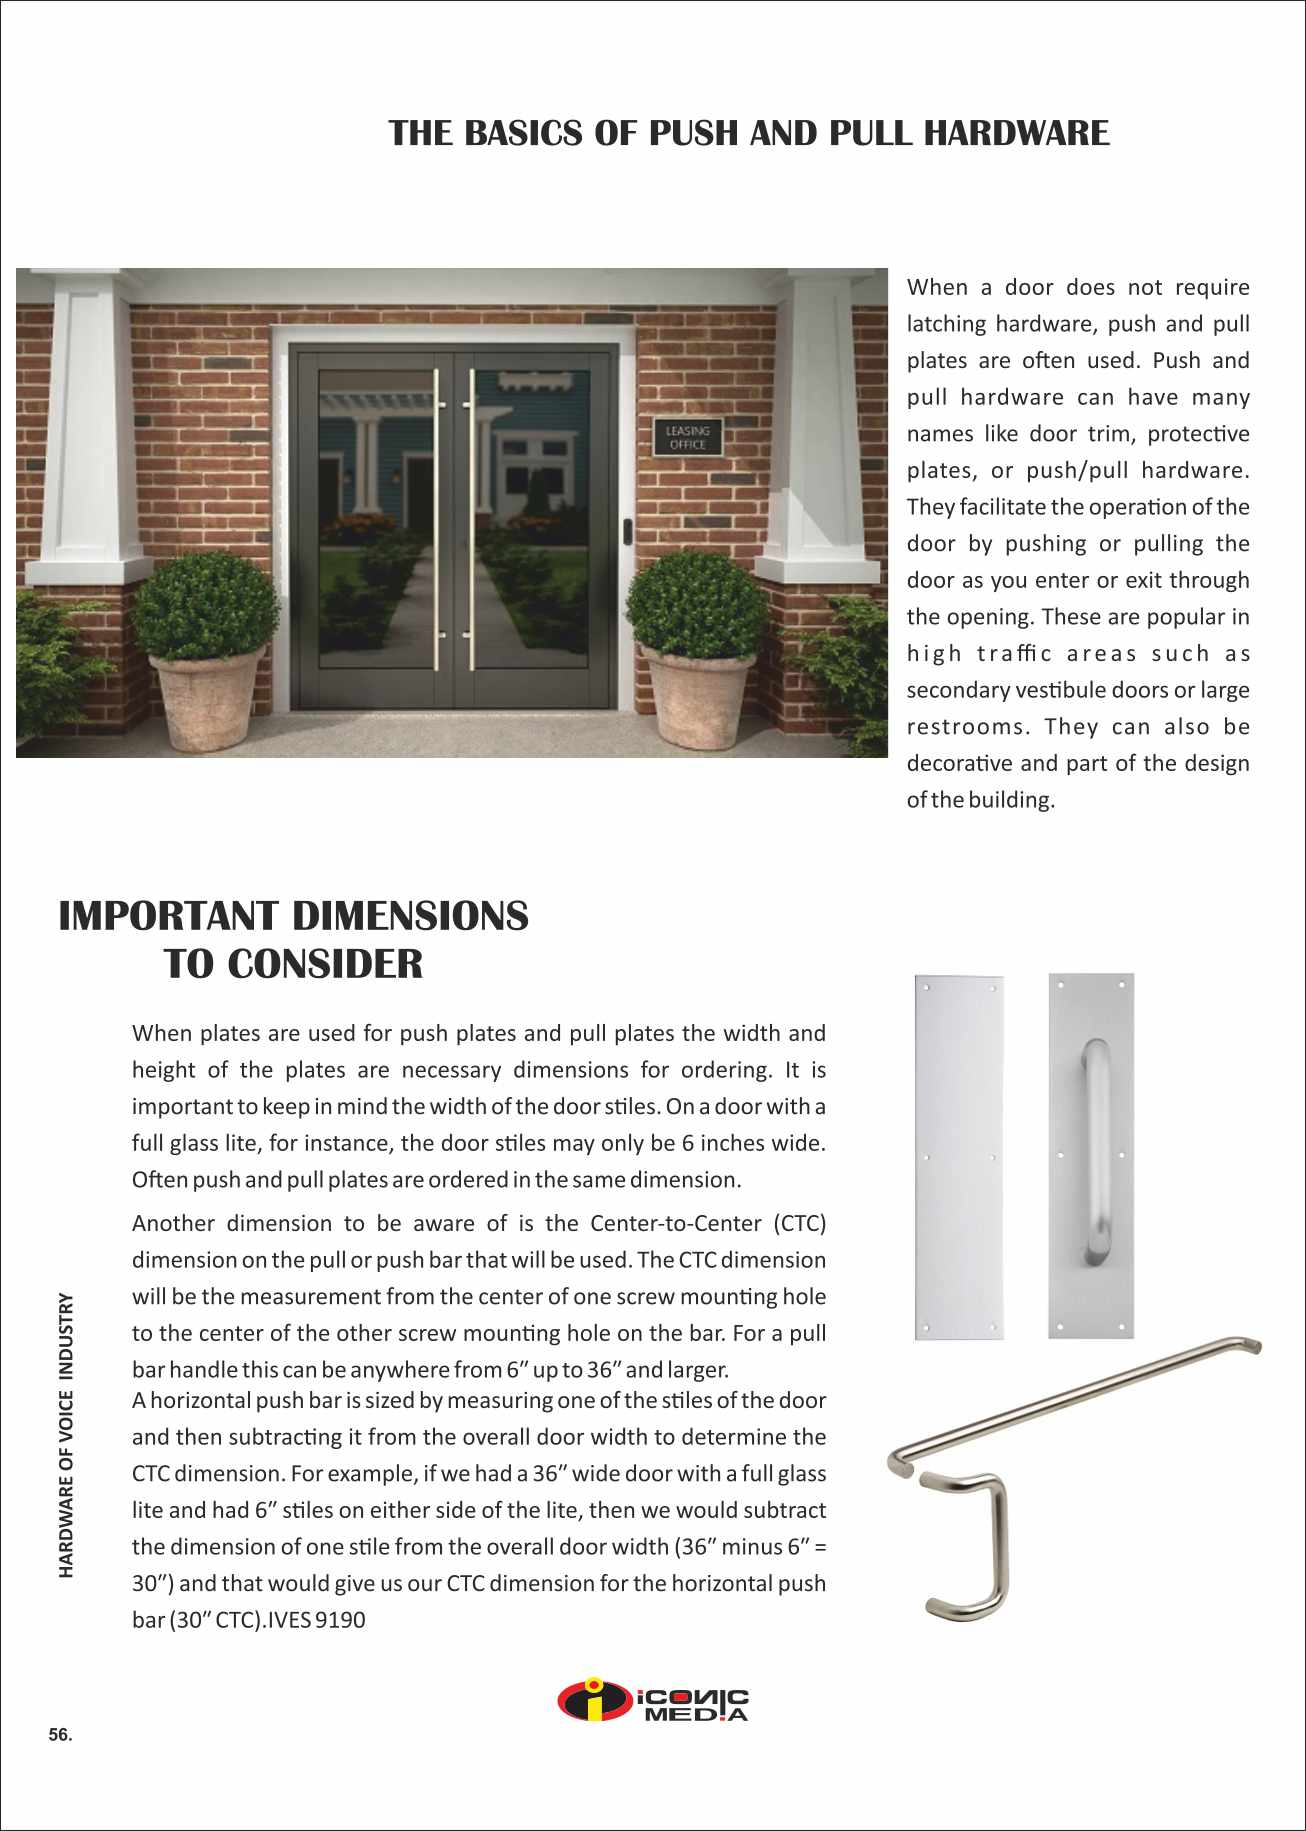 THE BASICS OF PUSH AND PULL HARDWARE
LEASING
OFFICE
When a door does not require
latching hardware, push and pull
plates are often used. Push and
pull hardware can have many
names like door trim, protective
plates, or push/pull hardware.
They facilitate the operation of the
door by pushing or pulling the
door as you enter or exit through
the opening. These are popular in
high traffic areas such as
secondary vestibule doors or large
restrooms. They can also be
decorative and part of the design
of the building.
IMPORTANT DIMENSIONS
TO CONSIDER
When plates are used for push plates and pull plates the width and
height of the plates are necessary dimensions for ordering. It is
important to keep in mind the width of the door stiles. On a door with a
full glass lite, for instance, the door stiles may only be 6 inches wide.
Often push and pull plates are ordered in the same dimension.
Another dimension to be aware of is the Center-to-Center (CTC)
dimension on the pull or push bar that will be used. The CTC dimension
will be the measurement from the center of one screw mounting hole
to the center of the other screw mounting hole on the bar. For a pull
bar handle this can be anywhere from 6″ up to 36″ and larger.
A horizontal push bar is sized by measuring one of the stiles of the door
and then subtracting it from the overall door width to determine the
CTC dimension. For example, if we had a 36″ wide door with a full glass
lite and had 6″ stiles on either side of the lite, then we would subtract
the dimension of one stile from the overall door width (36″ minus 6″ =
30″) and that would give us our CTC dimension for the horizontal push
bar (30″ CTC).IVES 9190
HARDWARE OF VOICE INDUSTRY
iCONIC
MEDiA
56.